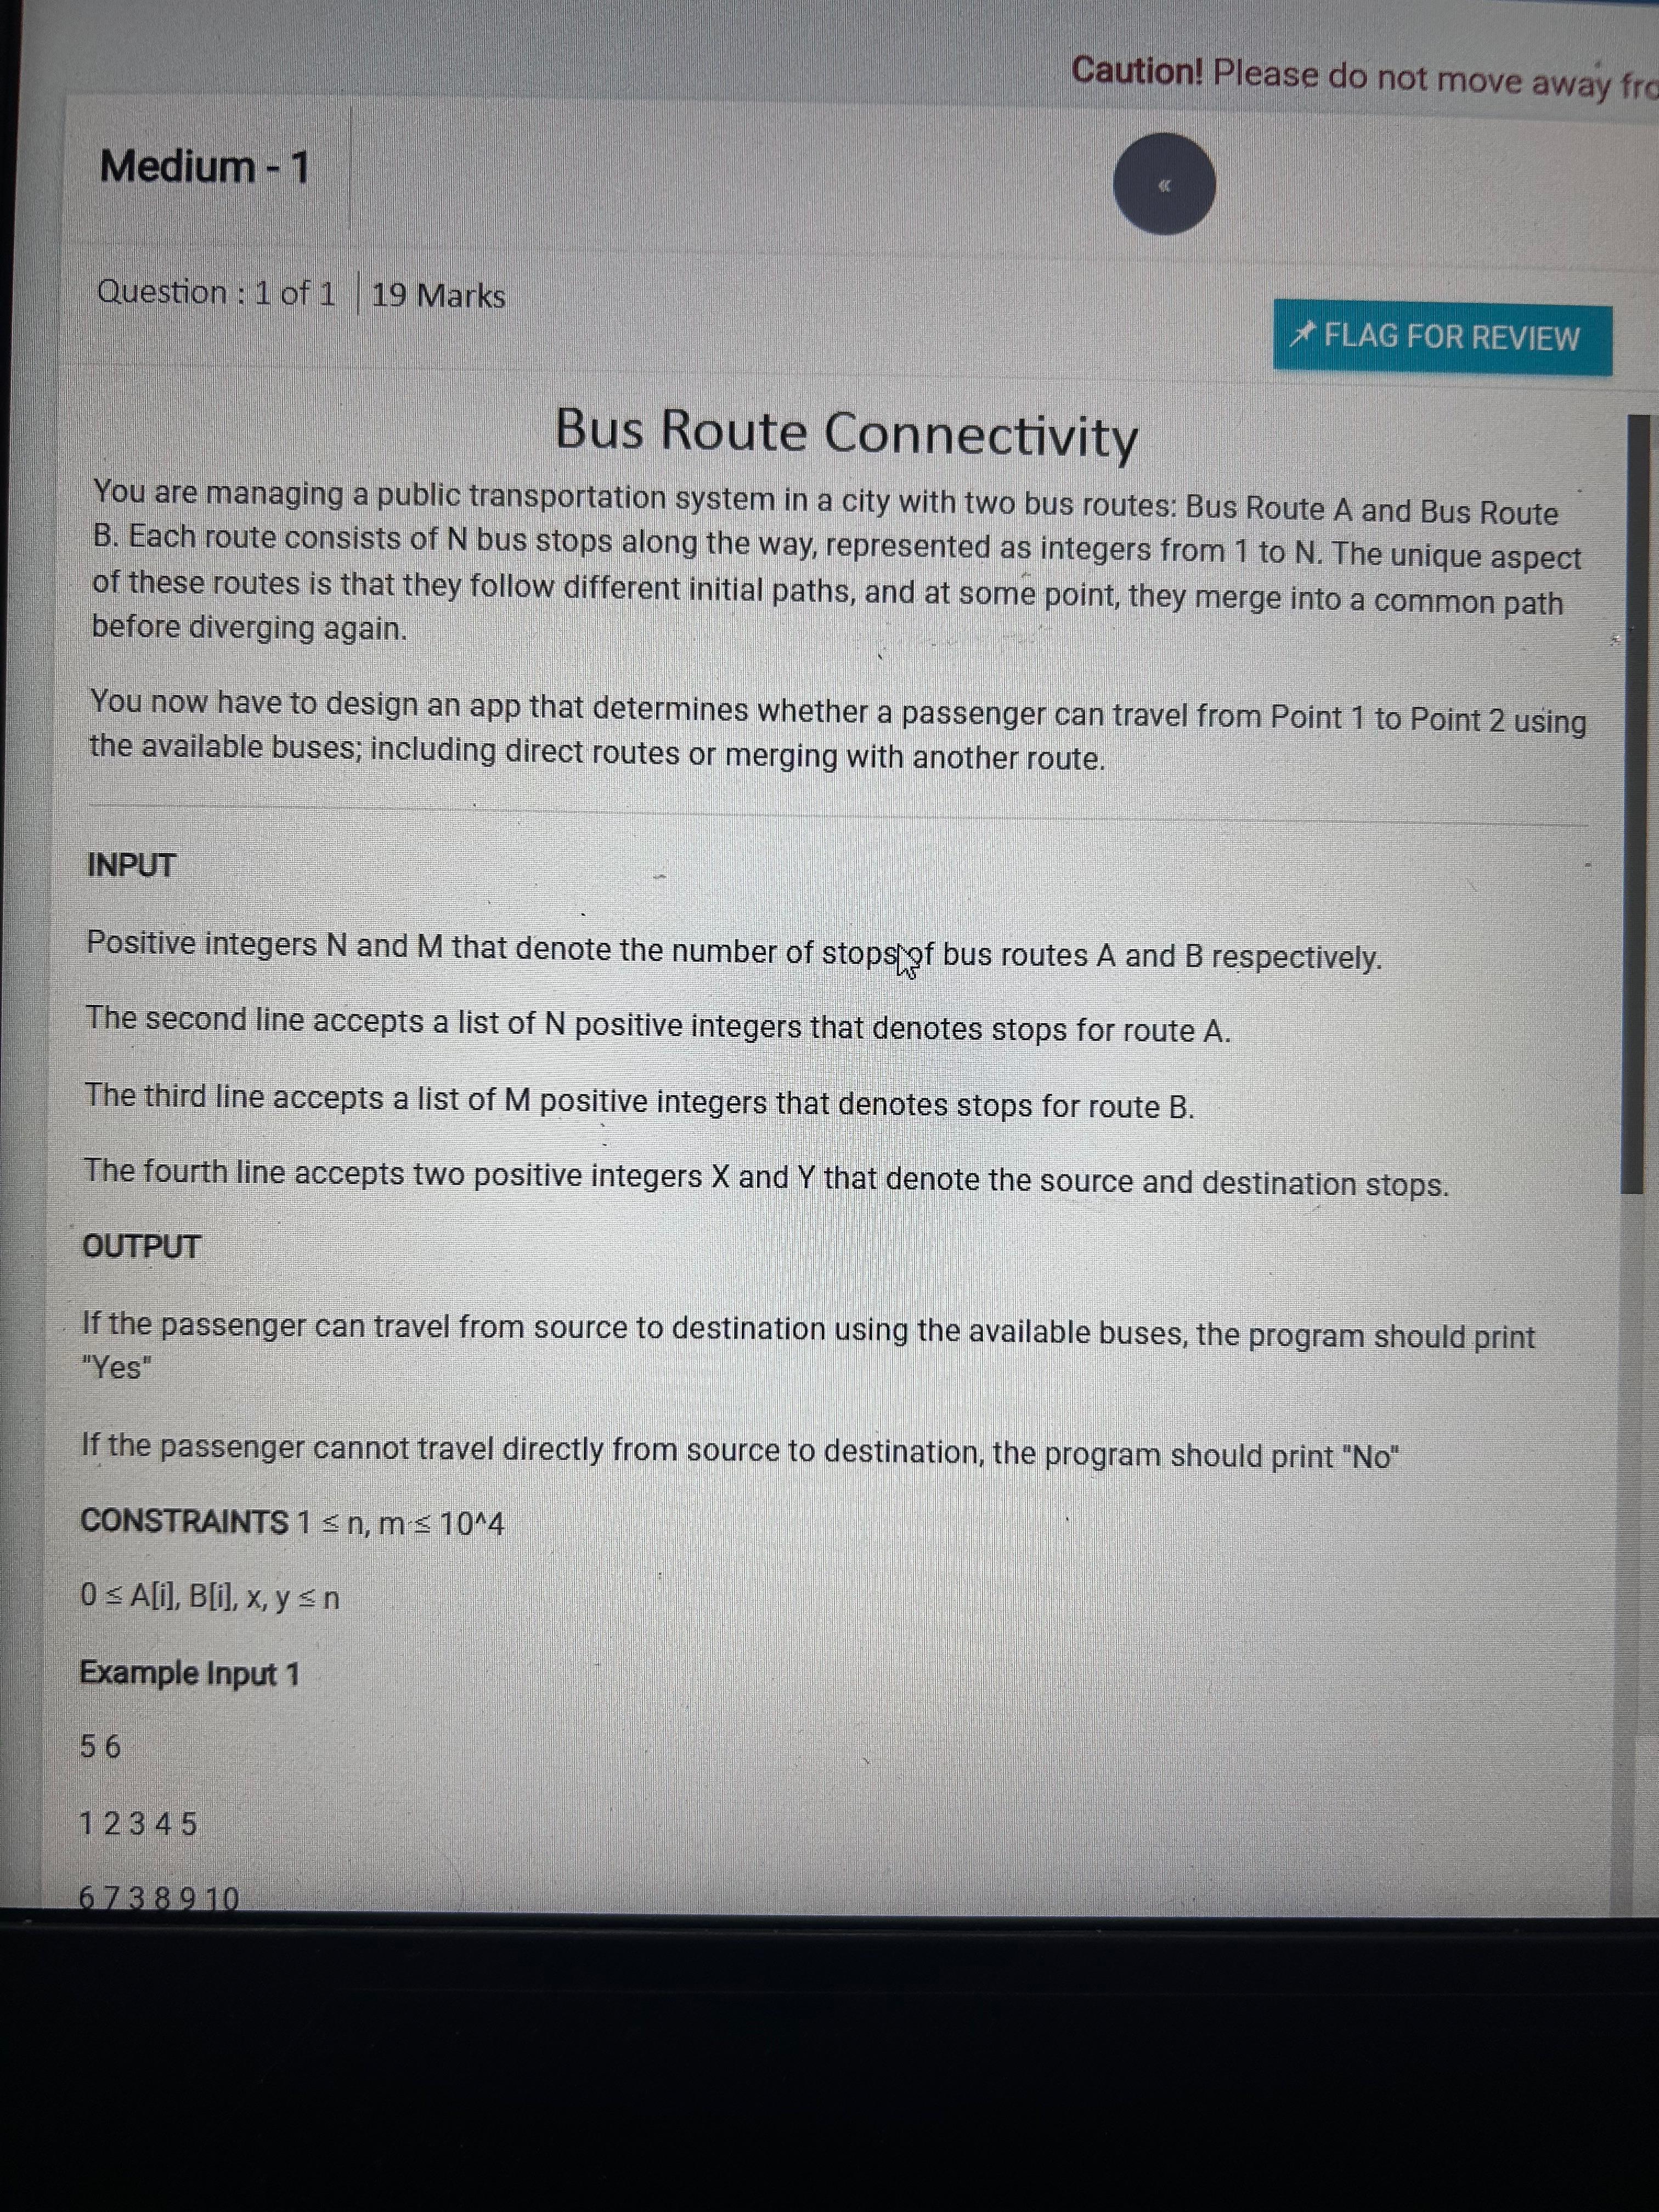 Caution! Please do not move away fro
Medium - 1
«
Question : 1 of 1 | 19 Marks
FLAG FOR REVIEW
Bus Route Connectivity
You are managing a public transportation system in a city with two bus routes: Bus Route A and Bus Route
B. Each route consists of N bus stops along the way, represented as integers from 1 to N. The unique aspect
of these routes is that they follow different initial paths, and at some point, they merge into a common path
before diverging again.
You now have to design an app that determines whether a passenger can travel from Point 1 to Point 2 using
the available buses; including direct routes or merging with another route.
INPUT
Positive integers N and M that denote the number of stops of bus routes A and B respectively.
The second line accepts a list of N positive integers that denotes stops for route A.
The third line accepts a list of M positive integers that denotes stops for route B.
The fourth line accepts two positive integers X and Y that denote the source and destination stops.
OUTPUT
If the passenger can travel from source to destination using the available buses, the program should print
"Yes"
If the passenger cannot travel directly from source to destination, the program should print "No"
CONSTRAINTS 1 ≤ n, m ≤ 10^4
0 ≤ A[i], B[i], x, y ≤ n
Example Input 1
5 6
1 2 3 4 5
6 7 3 8 9 10